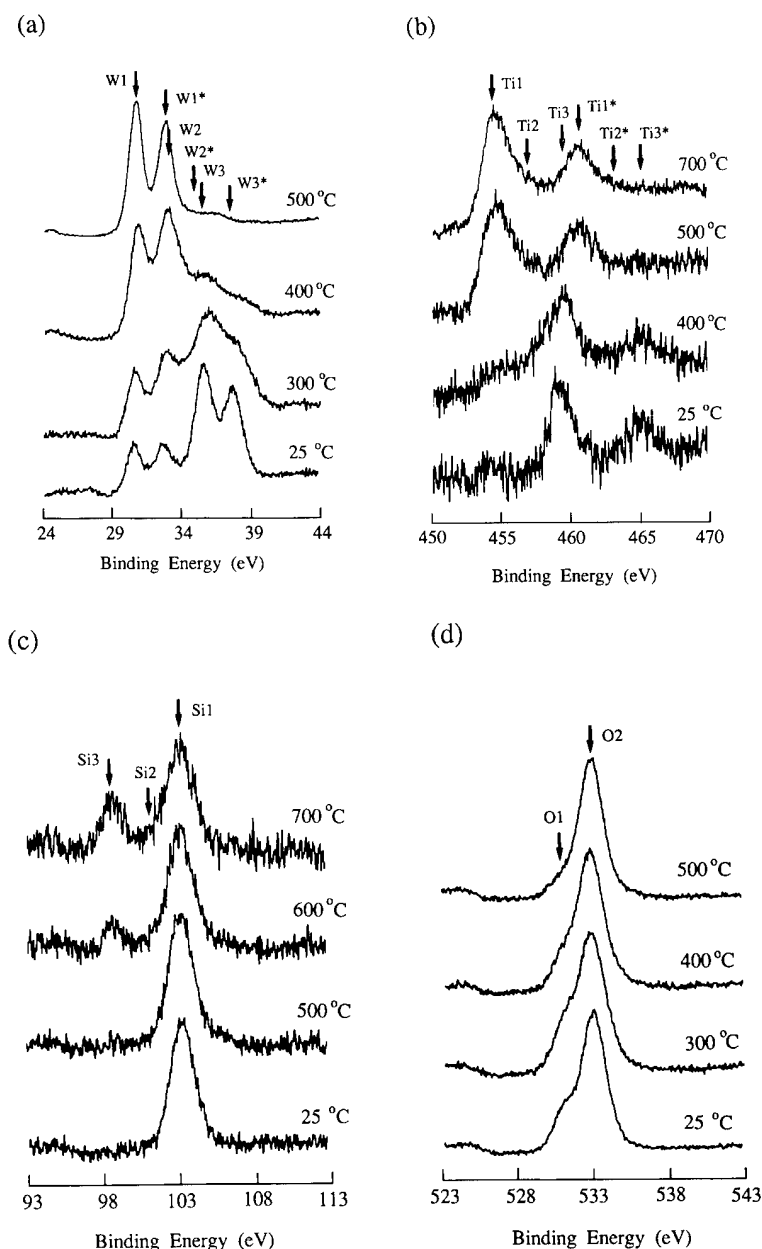 (a)
W1
W1*
W2
W2*
W3
W3*
500 °C
400 °C
300 °C
25 °C
24 29 34 39 44
Binding Energy (eV)
(b)
Ti1
Ti2
Ti3
Ti1*
Ti2*
Ti3*
700 °C
500 °C
400 °C
25 °C
450 455 460 465 470
Binding Energy (eV)
(c)
Si3
Si2
Si1
700 °C
600 °C
500 °C
25 °C
93 98 103 108 113
Binding Energy (eV)
(d)
O1
O2
500 °C
400 °C
300 °C
25 °C
523 528 533 538 543
Binding Energy (eV)